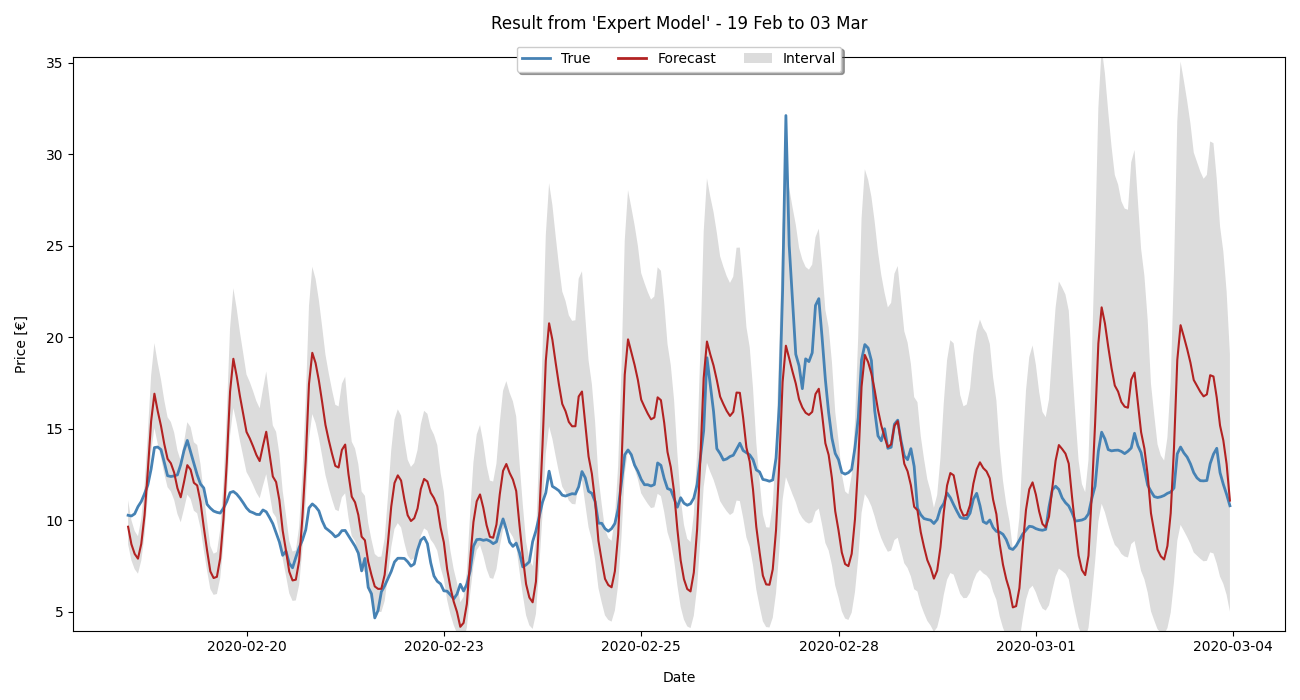 Result from 'Expert Model' - 19 Feb to 03 Mar
True Forecast Interval
35
30
25
20
15
10
5
Price [€]
2020-02-20 2020-02-23 2020-02-25 2020-02-28 2020-03-01 2020-03-04
Date